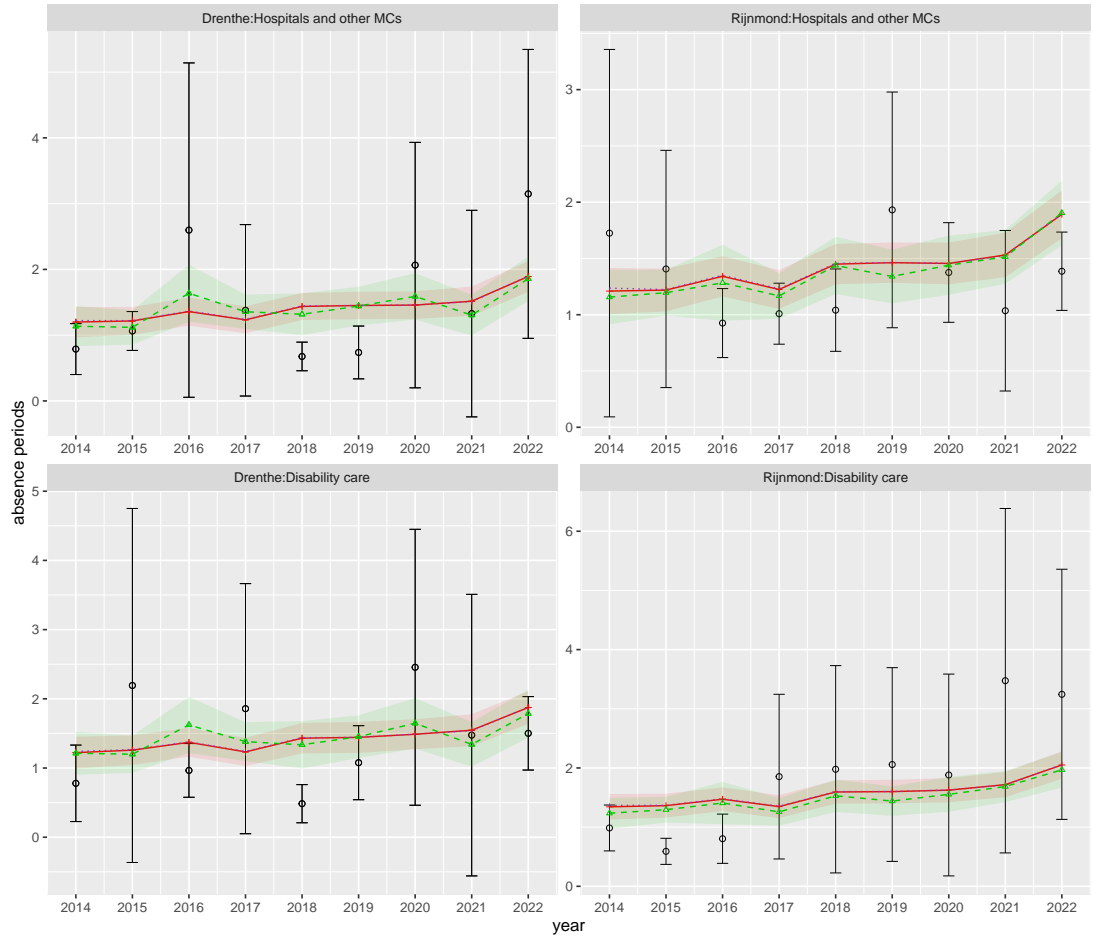 Drenthe:Hospitals and other MCs
Rijnmond:Hospitals and other MCs
4
2
0
3
2
1
0
2014 2015 2016 2017 2018 2019 2020 2021 2022
2014 2015 2016 2017 2018 2019 2020 2021 2022
absence periods
Drenthe:Disability care
Rijnmond:Disability care
5
4
3
2
1
0
6
4
2
0
2014 2015 2016 2017 2018 2019 2020 2021 2022
2014 2015 2016 2017 2018 2019 2020 2021 2022
year